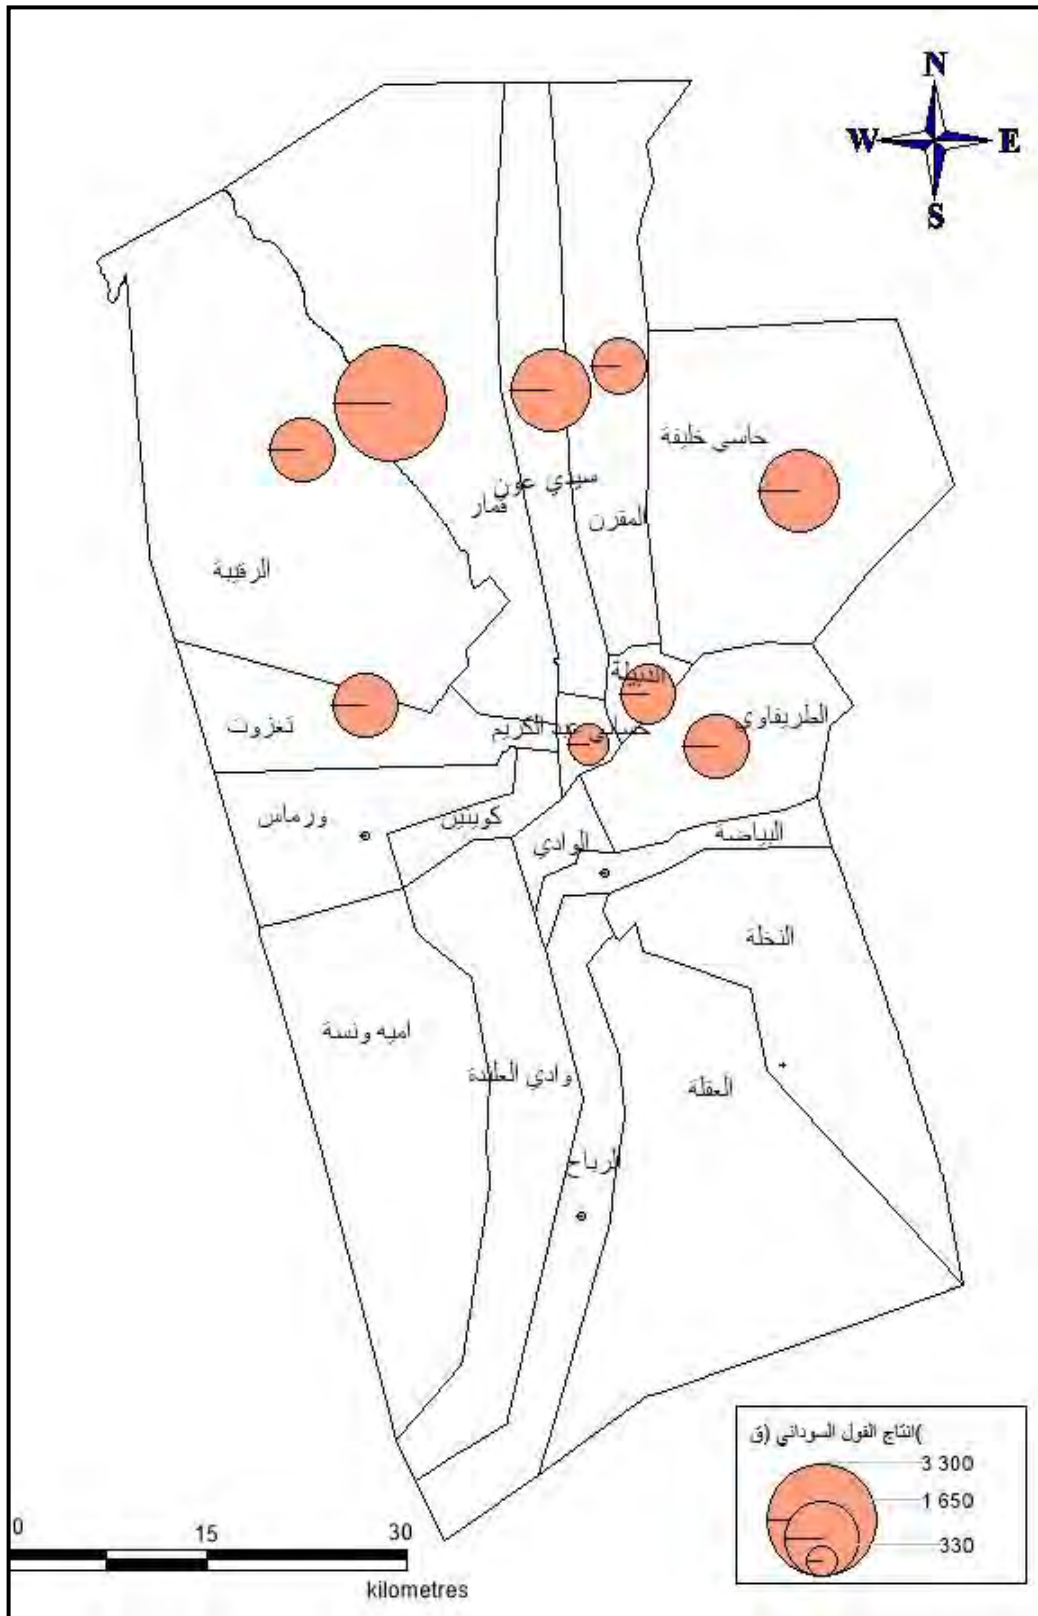 N
W E
S
حاسي خليفة
سيدي عون
قمار
المقرن
الرقيبة
الدبيلة
الطريفاوي
تغزوت
حساني عبد الكريم
ورماس
كوينين
الوادي
البياضة
النخلة
اميه ونسة
وادي العلندة
العقلة
الرباح
انتاج الفول السوداني (ق)
3 300
1 650
330
0 15 30
kilometres